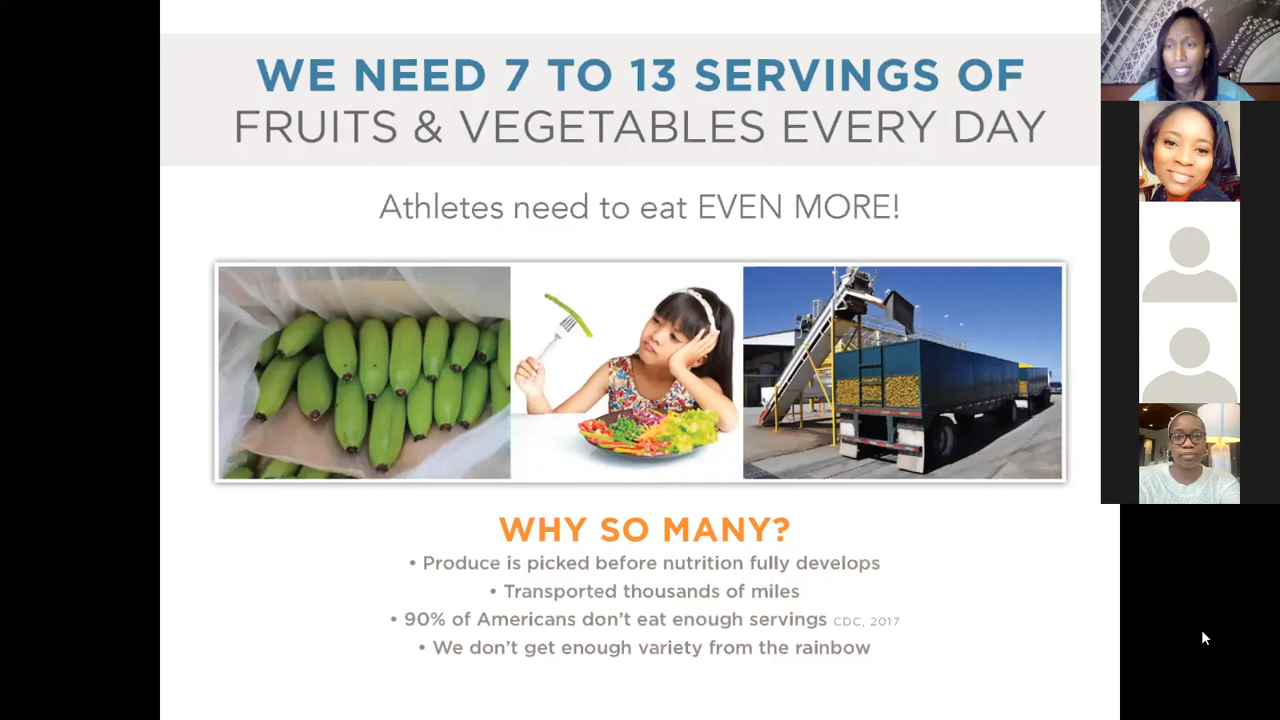 WE NEED 7 TO 13 SERVINGS OF
FRUITS & VEGETABLES EVERY DAY
Athletes need to eat EVEN MORE!
WHY SO MANY?
• Produce is picked before nutrition fully develops
• Transported thousands of miles
• 90% of Americans don't eat enough servings CDC, 2017
• We don't get enough variety from the rainbow